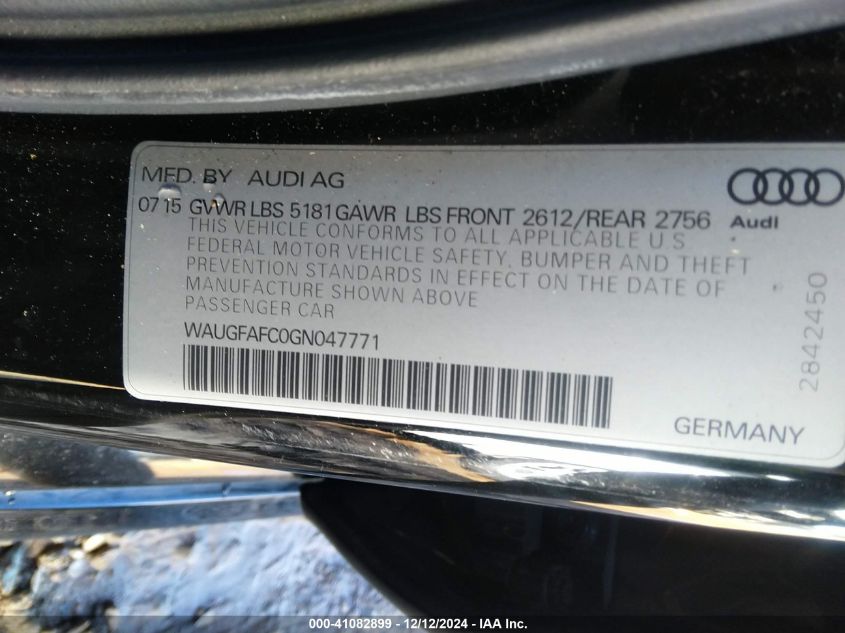 MFD. BY AUDI AG
07 15 GVWR LBS 5181 GAWR LBS FRONT 2612/REAR 2756
Audi
THIS VEHICLE CONFORMS TO ALL APPLICABLE U.S
FEDERAL MOTOR VEHICLE SAFETY, BUMPER AND THEFT
PREVENTION STANDARDS IN EFFECT ON THE DATE OF
MANUFACTURE SHOWN ABOVE
PASSENGER CAR
WAUGFAFC0GN047771
2842450
GERMANY
000-41082899 - 12/12/2024 - IAA Inc.